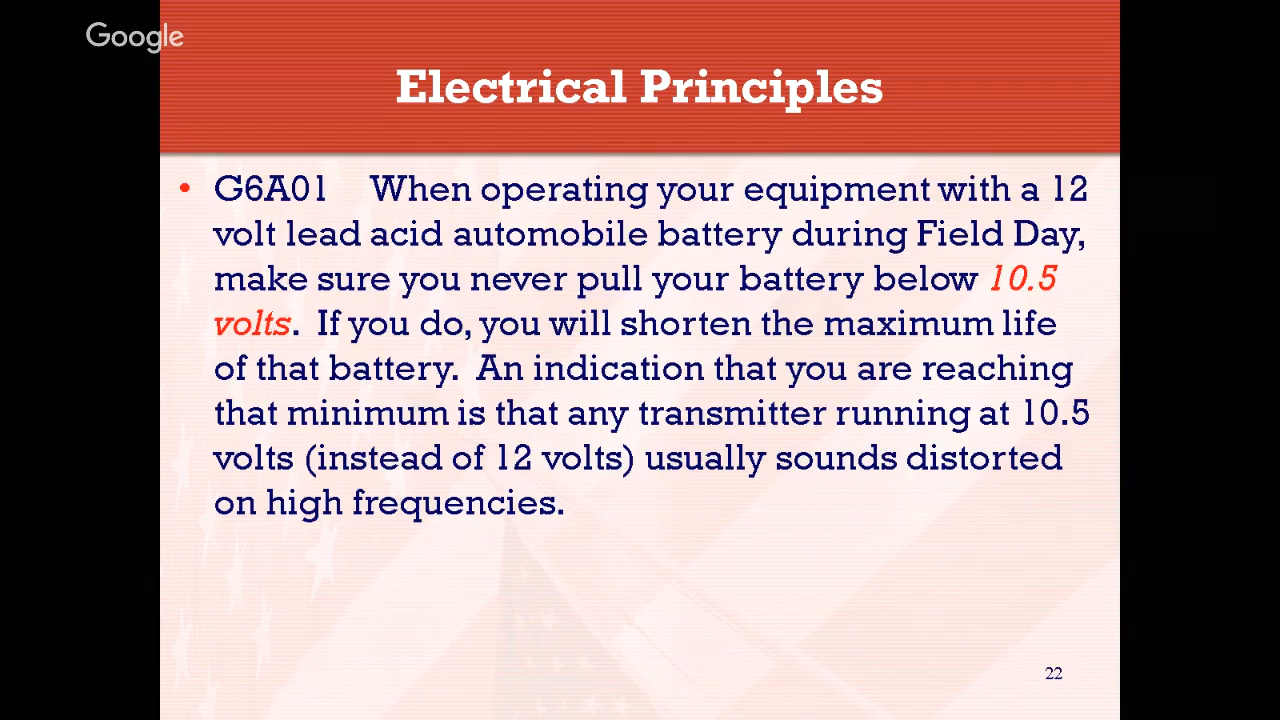 Google
Electrical Principles
• G6A01 When operating your equipment with a 12
volt lead acid automobile battery during Field Day,
make sure you never pull your battery below 10.5
volts. If you do, you will shorten the maximum life
of that battery. An indication that you are reaching
that minimum is that any transmitter running at 10.5
volts (instead of 12 volts) usually sounds distorted
on high frequencies.
22